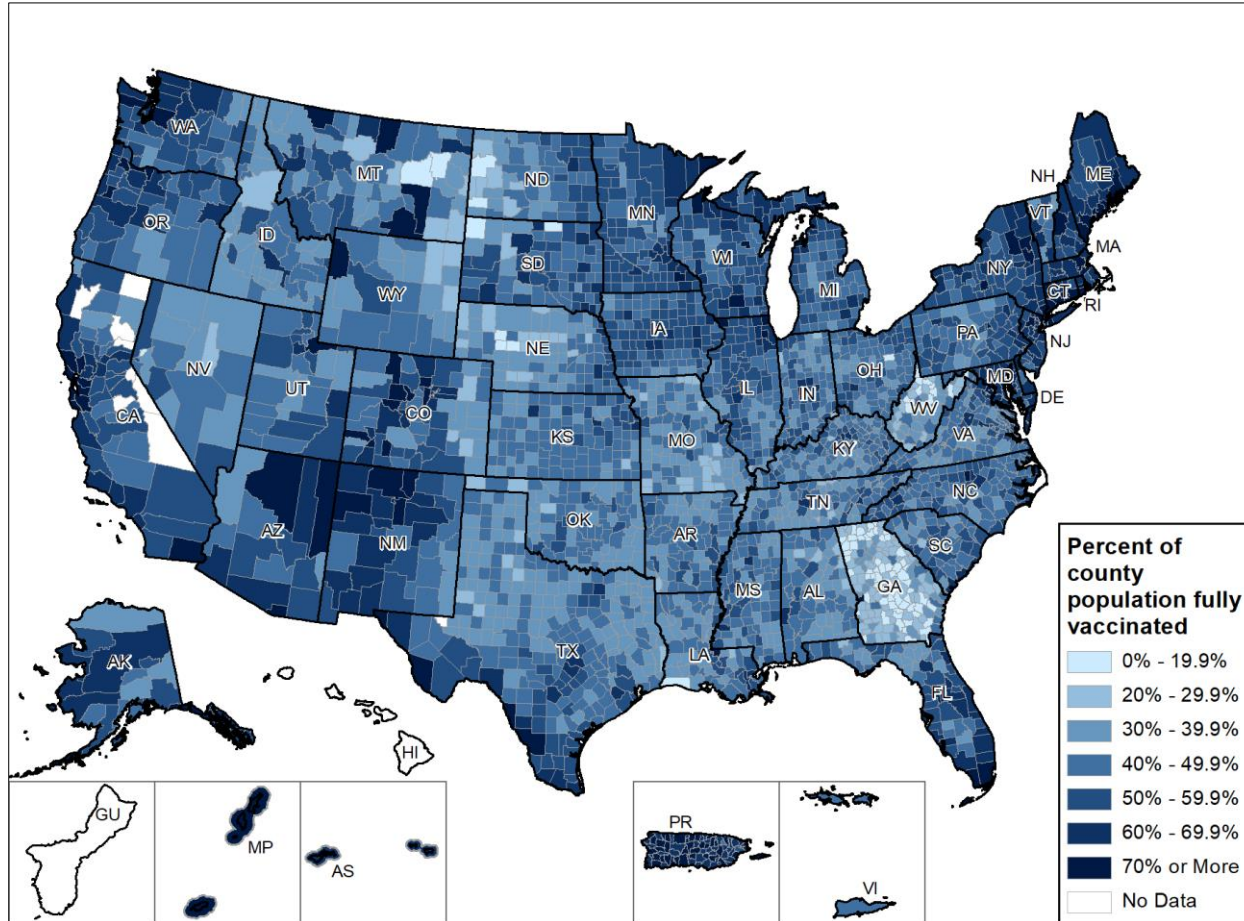 WA
MT
ND
MN
OR
ID
SD
WI
MI
NH
VT
ME
NY
MA
WY
CT
RI
IA
NE
PA
NJ
NV
UT
IL
IN
OH
MD
DE
CA
CO
WV
KS
MO
VA
KY
NC
TN
AZ
NM
OK
AR
SC
MS
AL
GA
TX
LA
FL
AK
HI
GU
MP
AS
PR
VI
Percent of
county
population fully
vaccinated
0% - 19.9%
20% - 29.9%
30% - 39.9%
40% - 49.9%
50% - 59.9%
60% - 69.9%
70% or More
No Data